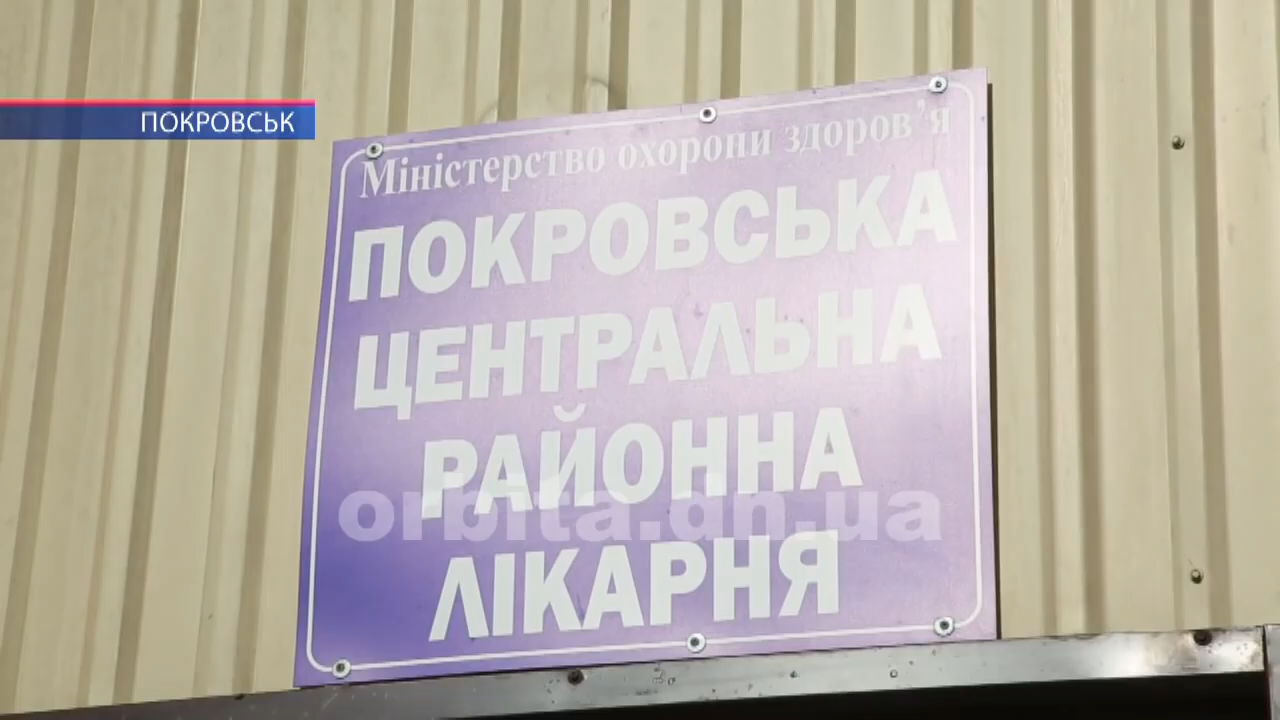 ПОКРОВСЬК
Міністерство охорони здоров’я
ПОКРОВСЬКА
ЦЕНТРАЛЬНА
РАЙОННА
orbita.dn.ua
ЛІКАРНЯ